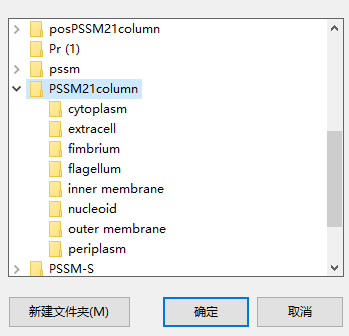 posPSSM21column
Pr (1)
pssm
PSSM21column
cytoplasm
extracell
fimbrium
flagellum
inner membrane
nucleoid
outer membrane
periplasm
PSSM-S
新建文件夹(M)
确定
取消